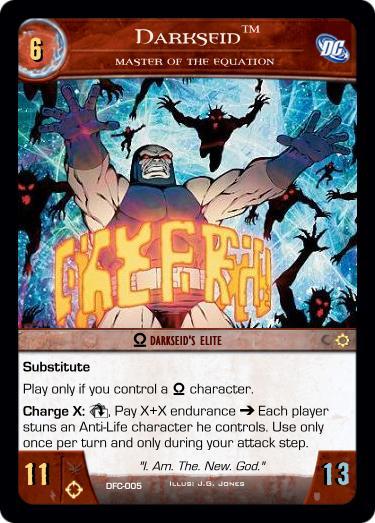 6
DARKSEID™
DC
MASTER OF THE EQUATION
Ω DARKSEID'S ELITE
Substitute
Play only if you control a Ω character.
Charge X: , Pay X+X endurance ➔ Each player
stuns an Anti-Life character he controls. Use only
once per turn and only during your attack step.
"I. Am. The. New. God."
11
DFC-005
ILLUS: J.G. JONES
13